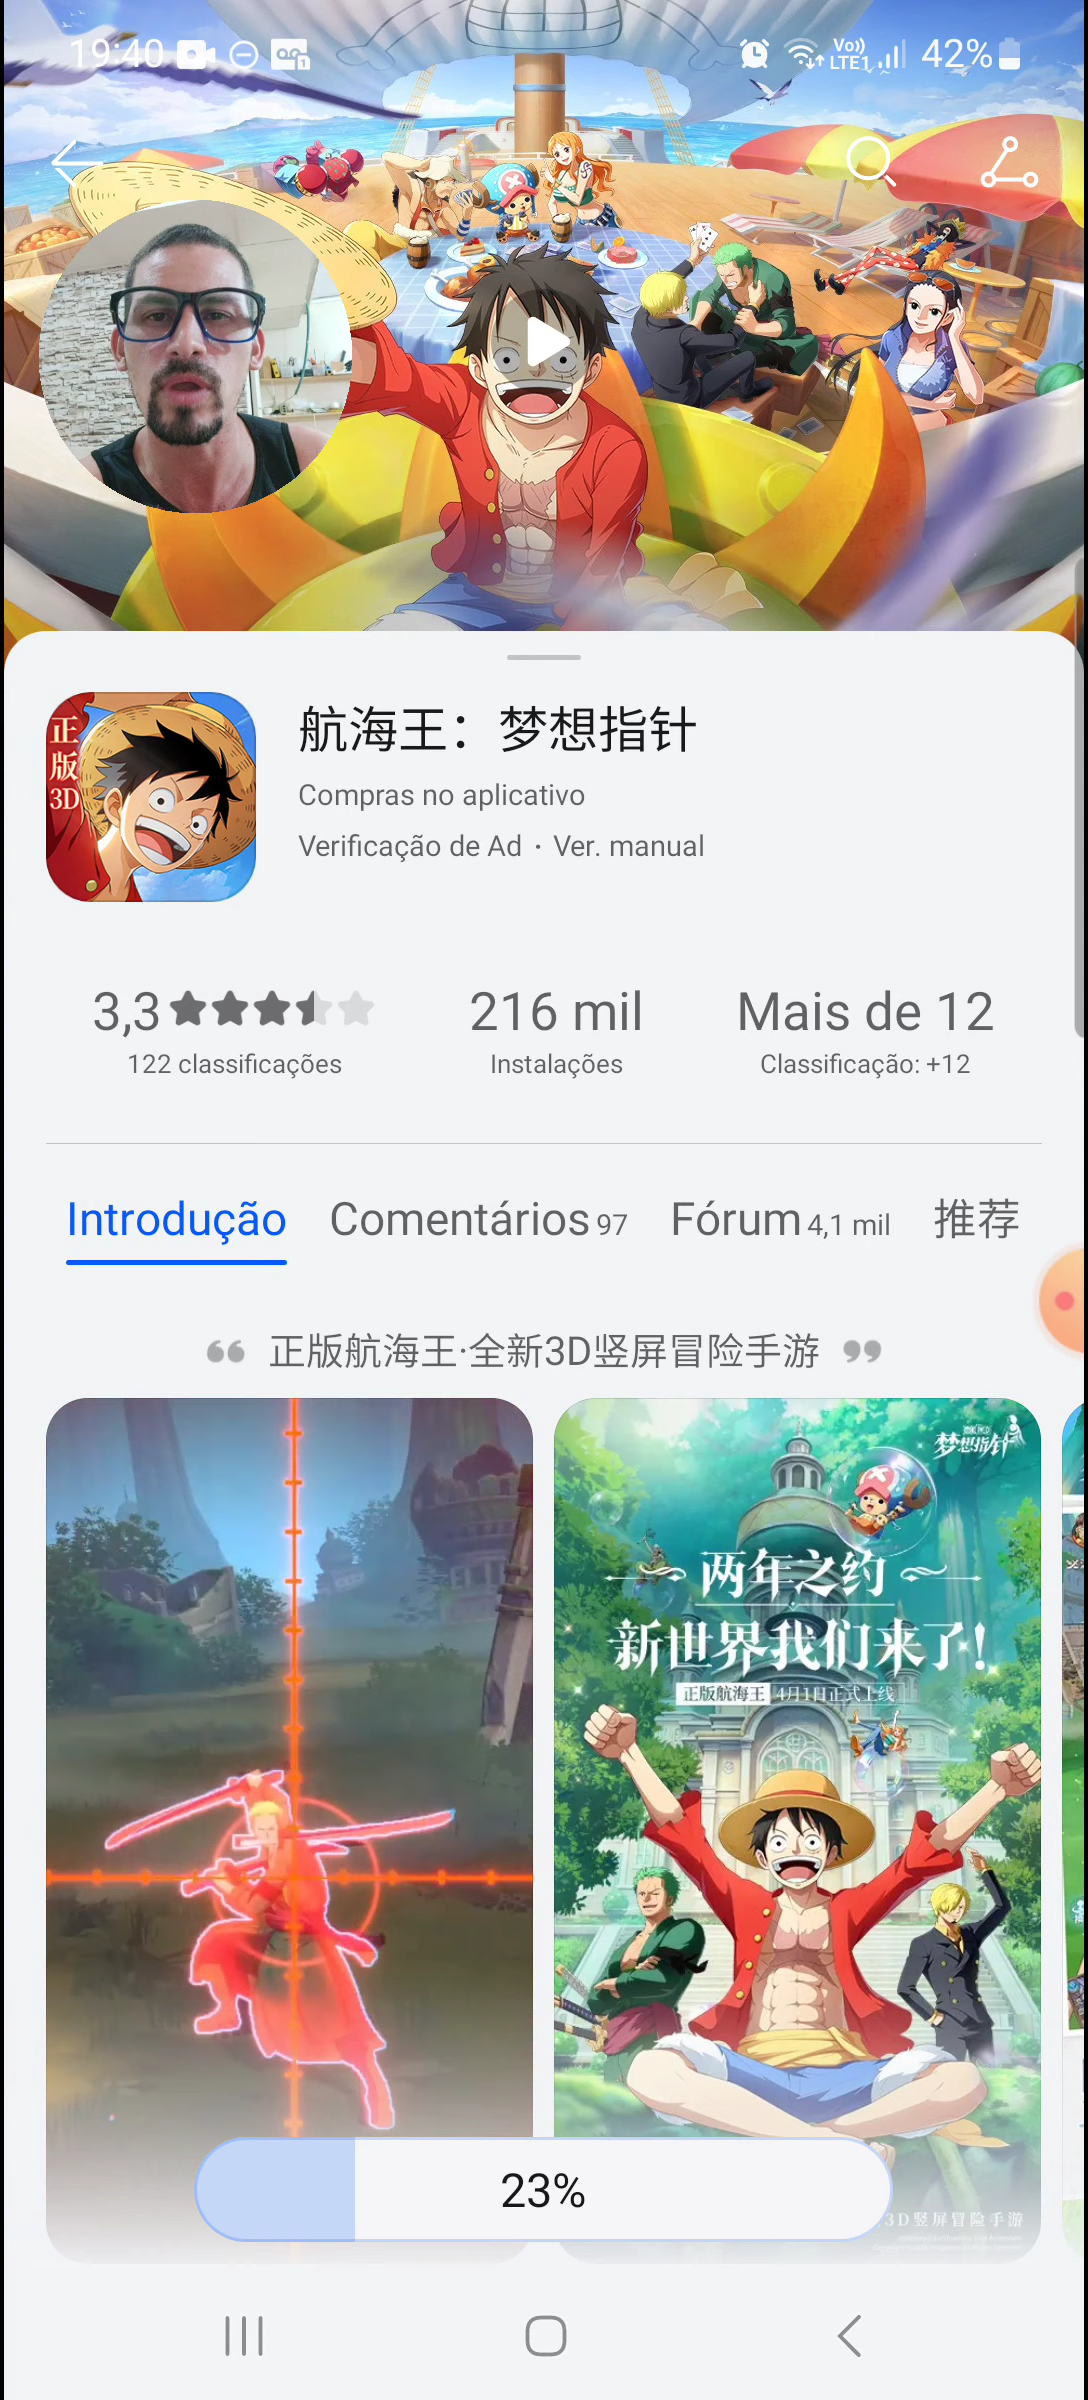 19:40
Vo))
LTE1
42%
正
版
3D
航海王：梦想指针
Compras no aplicativo
Verificação de Ad · Ver. manual
3,3
216 mil
Mais de 12
122 classificações
Instalações
Classificação: +12
Introdução
Comentários 97
Fórum 4,1 mil
推荐
正版航海王·全新3D竖屏冒险手游
梦想指针
两年之约
新世界我们来了!
正版航海王 4月1日正式上线
23%
3D竖屏冒险手游